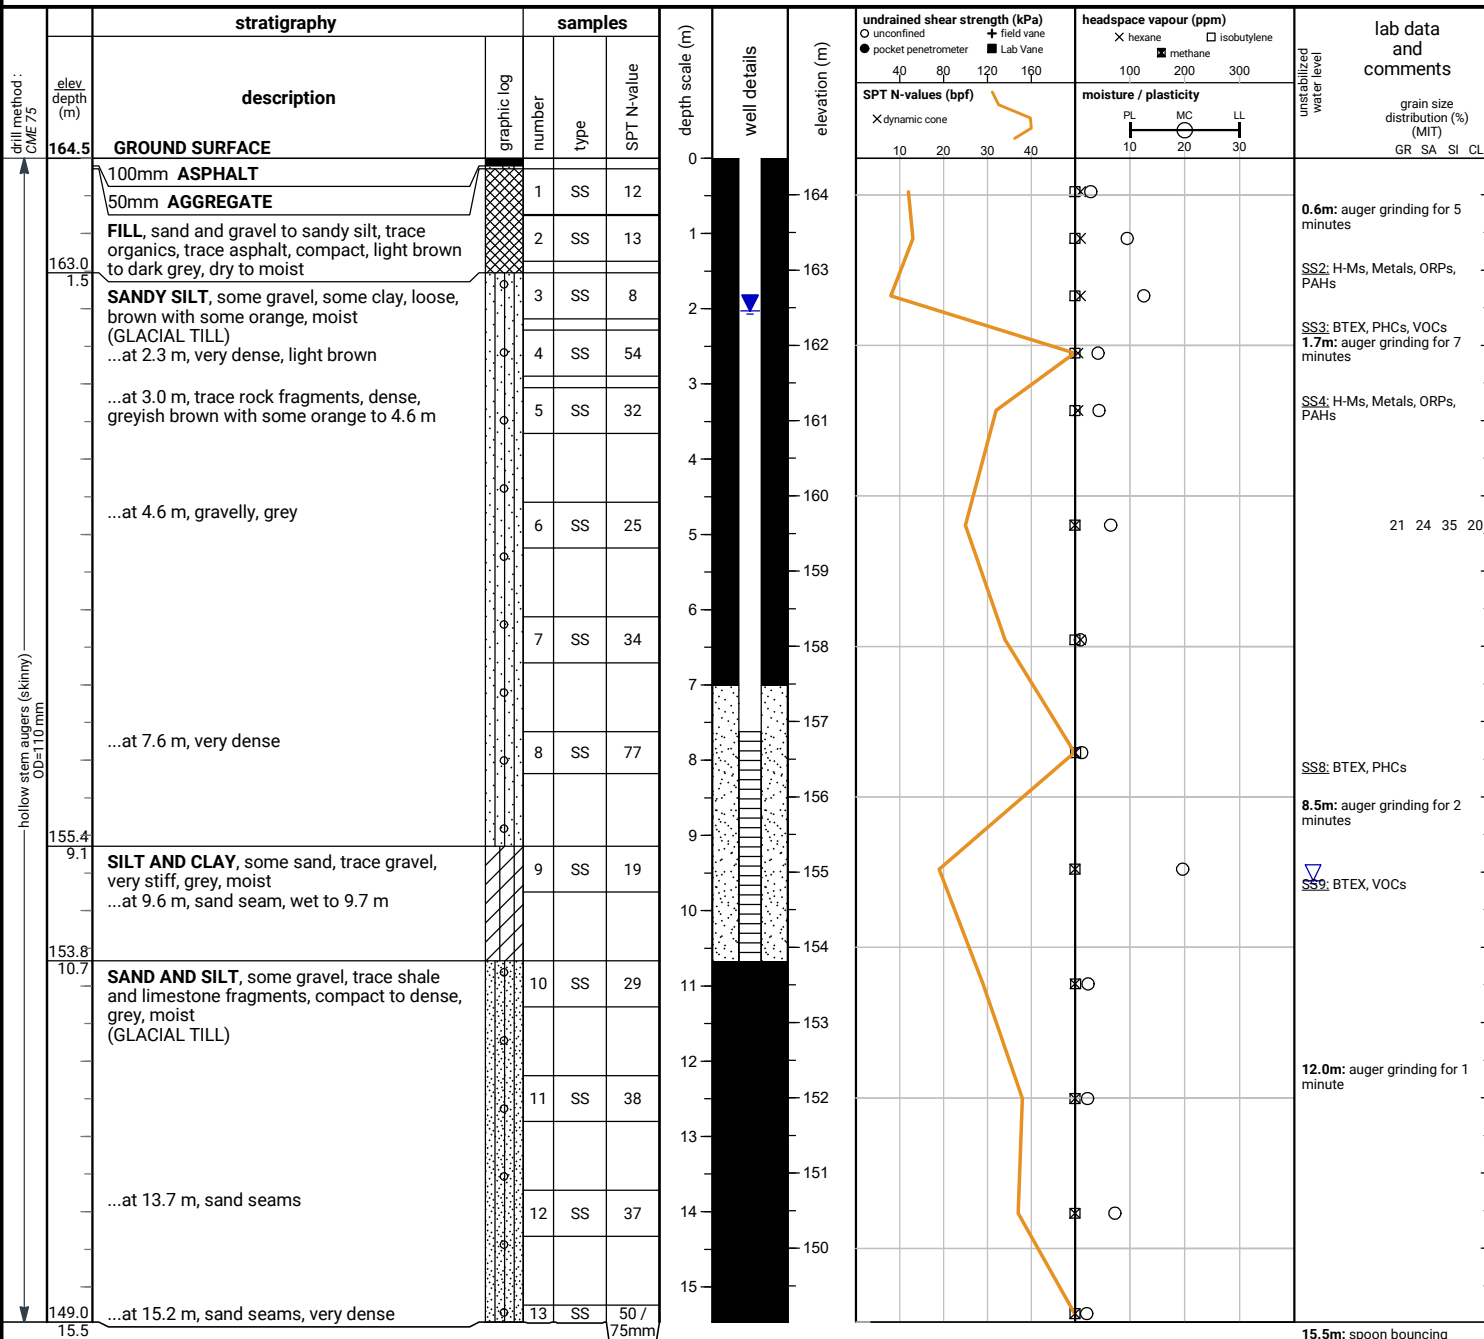 stratigraphy
samples
drill method :
CME 75
elev
depth
(m)
description
graphic log
number
type
SPT N-value
depth scale (m)
well details
elevation (m)
undrained shear strength (kPa)
unconfined
field vane
pocket penetrometer
Lab Vane
40 80 120 160
SPT N-values (bpf)
dynamic cone
10 20 30 40
headspace vapour (ppm)
hexane
isobutylene
methane
100 200 300
moisture / plasticity
PL MC LL
10 20 30
unstabilized
water level
lab data
and
comments
grain size
distribution (%)
(MIT)
GR SA SI CL
164.5 GROUND SURFACE
100mm ASPHALT
50mm AGGREGATE
FILL, sand and gravel to sandy silt, trace
organics, trace asphalt, compact, light brown
to dark grey, dry to moist
163.0
1.5
SANDY SILT, some gravel, some clay, loose,
brown with some orange, moist
(GLACIAL TILL)
...at 2.3 m, very dense, light brown
...at 3.0 m, trace rock fragments, dense,
greyish brown with some orange to 4.6 m
...at 4.6 m, gravelly, grey
...at 7.6 m, very dense
155.4
9.1
SILT AND CLAY, some sand, trace gravel,
very stiff, grey, moist
...at 9.6 m, sand seam, wet to 9.7 m
153.8
10.7
SAND AND SILT, some gravel, trace shale
and limestone fragments, compact to dense,
grey, moist
(GLACIAL TILL)
...at 13.7 m, sand seams
149.0
...at 15.2 m, sand seams, very dense
15.5
hollow stem augers (skinny)
OD=110 mm
1 SS 12
2 SS 13
3 SS 8
4 SS 54
5 SS 32
6 SS 25
7 SS 34
8 SS 77
9 SS 19
10 SS 29
11 SS 38
12 SS 37
13 SS 50 /
75mm
0
1
2
3
4
5
6
7
8
9
10
11
12
13
14
15
164
163
162
161
160
159
158
157
156
155
154
153
152
151
150
0.6m: auger grinding for 5
minutes
SS2: H-Ms, Metals, ORPs,
PAHs
SS3: BTEX, PHCs, VOCs
1.7m: auger grinding for 7
minutes
SS4: H-Ms, Metals, ORPs,
PAHs
21 24 35 20
SS8: BTEX, PHCs
8.5m: auger grinding for 2
minutes
SS9: BTEX, VOCs
12.0m: auger grinding for 1
minute
15.5m: spoon bouncing